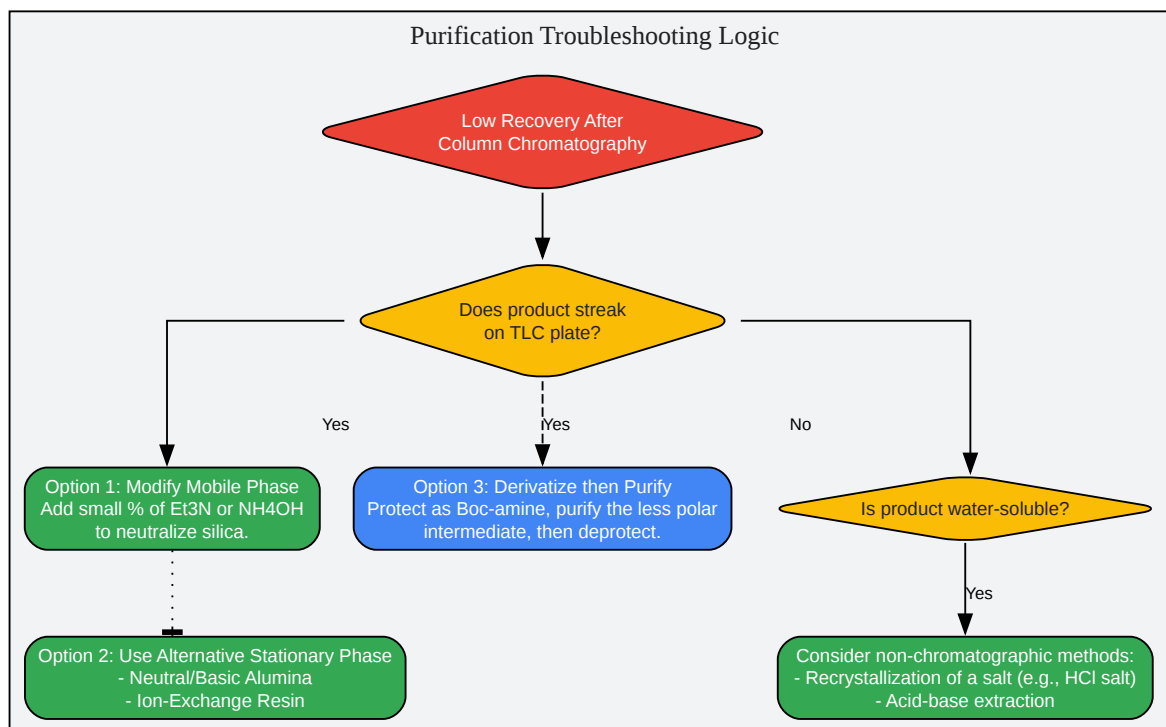 Purification Troubleshooting Logic
Low Recovery After
Column Chromatography
Does product streak
on TLC plate?
Yes
Yes
No
Option 1: Modify Mobile Phase
Add small % of Et3N or NH4OH
to neutralize silica.
Option 3: Derivatize then Purify
Protect as Boc-amine, purify the less polar
intermediate, then deprotect.
Is product water-soluble?
Yes
Option 2: Use Alternative Stationary Phase
- Neutral/Basic Alumina
- Ion-Exchange Resin
Consider non-chromatographic methods:
- Recrystallization of a salt (e.g., HCl salt)
- Acid-base extraction